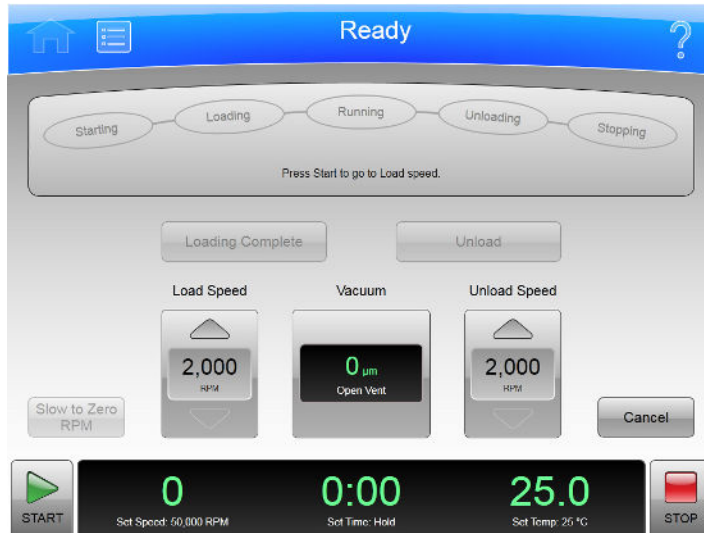 Ready
?
Starting
Loading
Running
Unloading
Stopping
Press Start to go to Load speed.
Loading Complete
Unload
Load Speed
Vacuum
Unload Speed
2,000
RPM
0 µm
Open Vent
2,000
RPM
Slow to Zero
RPM
Cancel
START
0
Set Speed: 50,000 RPM
0:00
Set Time: Hold
25.0
Set Temp: 25 °C
STOP